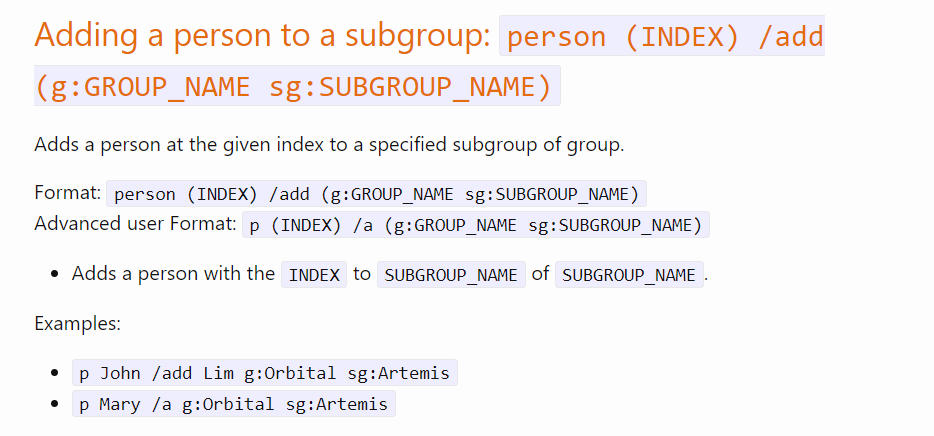 Adding a person to a subgroup: person (INDEX) /add
(g:GROUP_NAME sg:SUBGROUP_NAME)
Adds a person at the given index to a specified subgroup of group.
Format: person (INDEX) /add (g:GROUP_NAME sg:SUBGROUP_NAME)
Advanced user Format: p (INDEX) /a (g:GROUP_NAME sg:SUBGROUP_NAME)
• Adds a person with the INDEX to SUBGROUP_NAME of SUBGROUP_NAME.
Examples:
• p John /add Lim g:Orbital sg:Artemis
• p Mary /a g:Orbital sg:Artemis